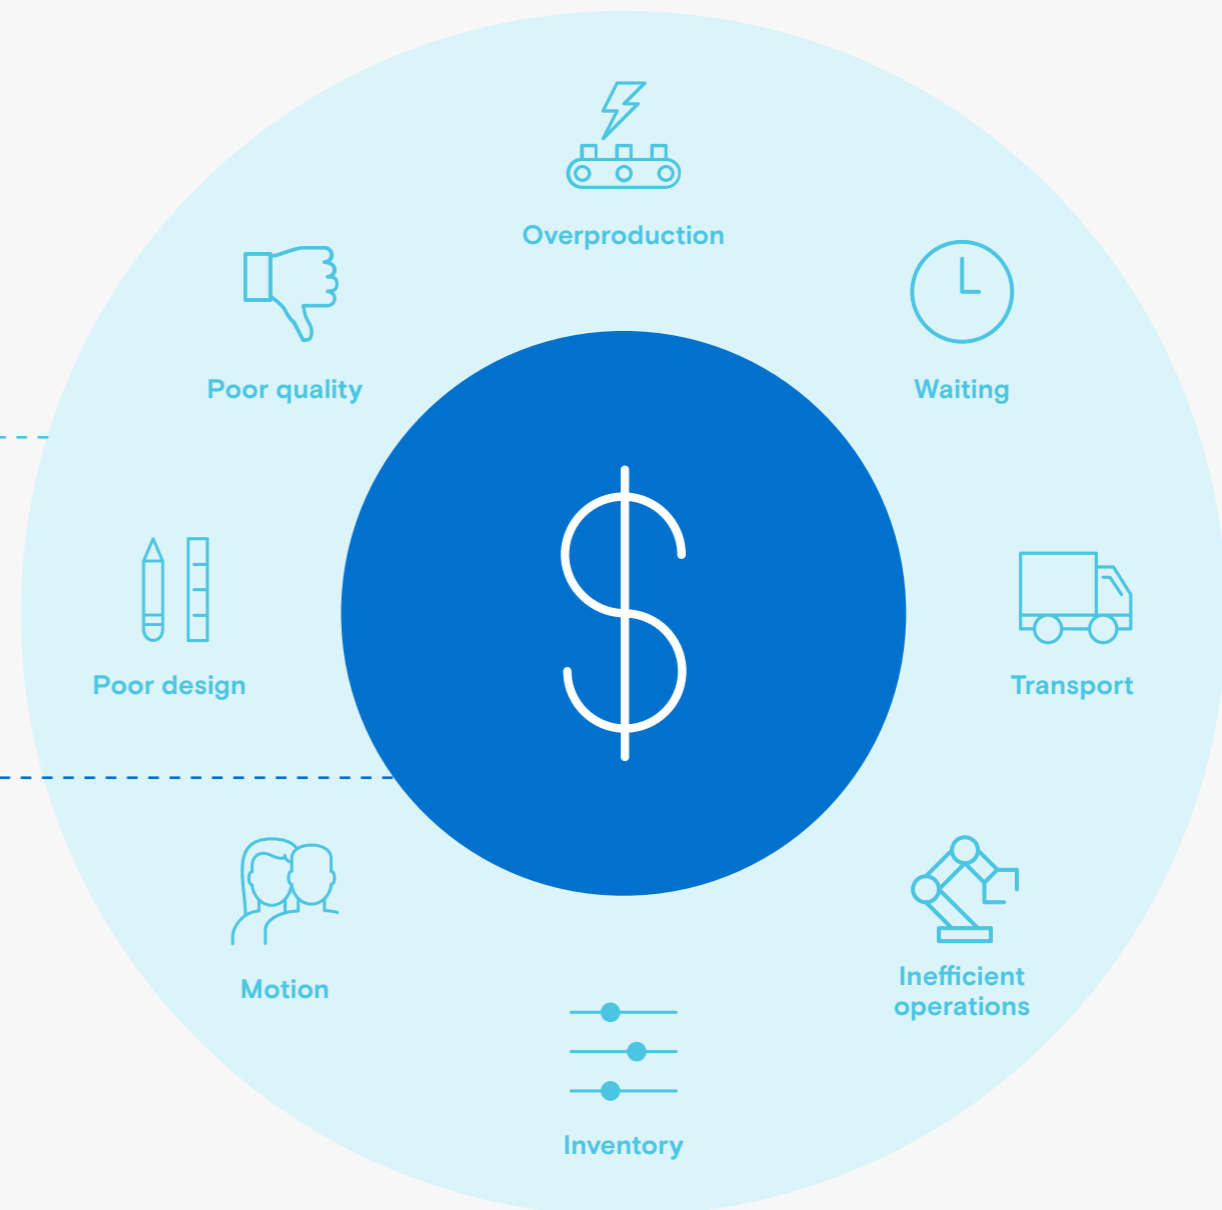 Overproduction
Poor quality
Waiting
Poor design
Transport
Motion
Inefficient
operations
Inventory